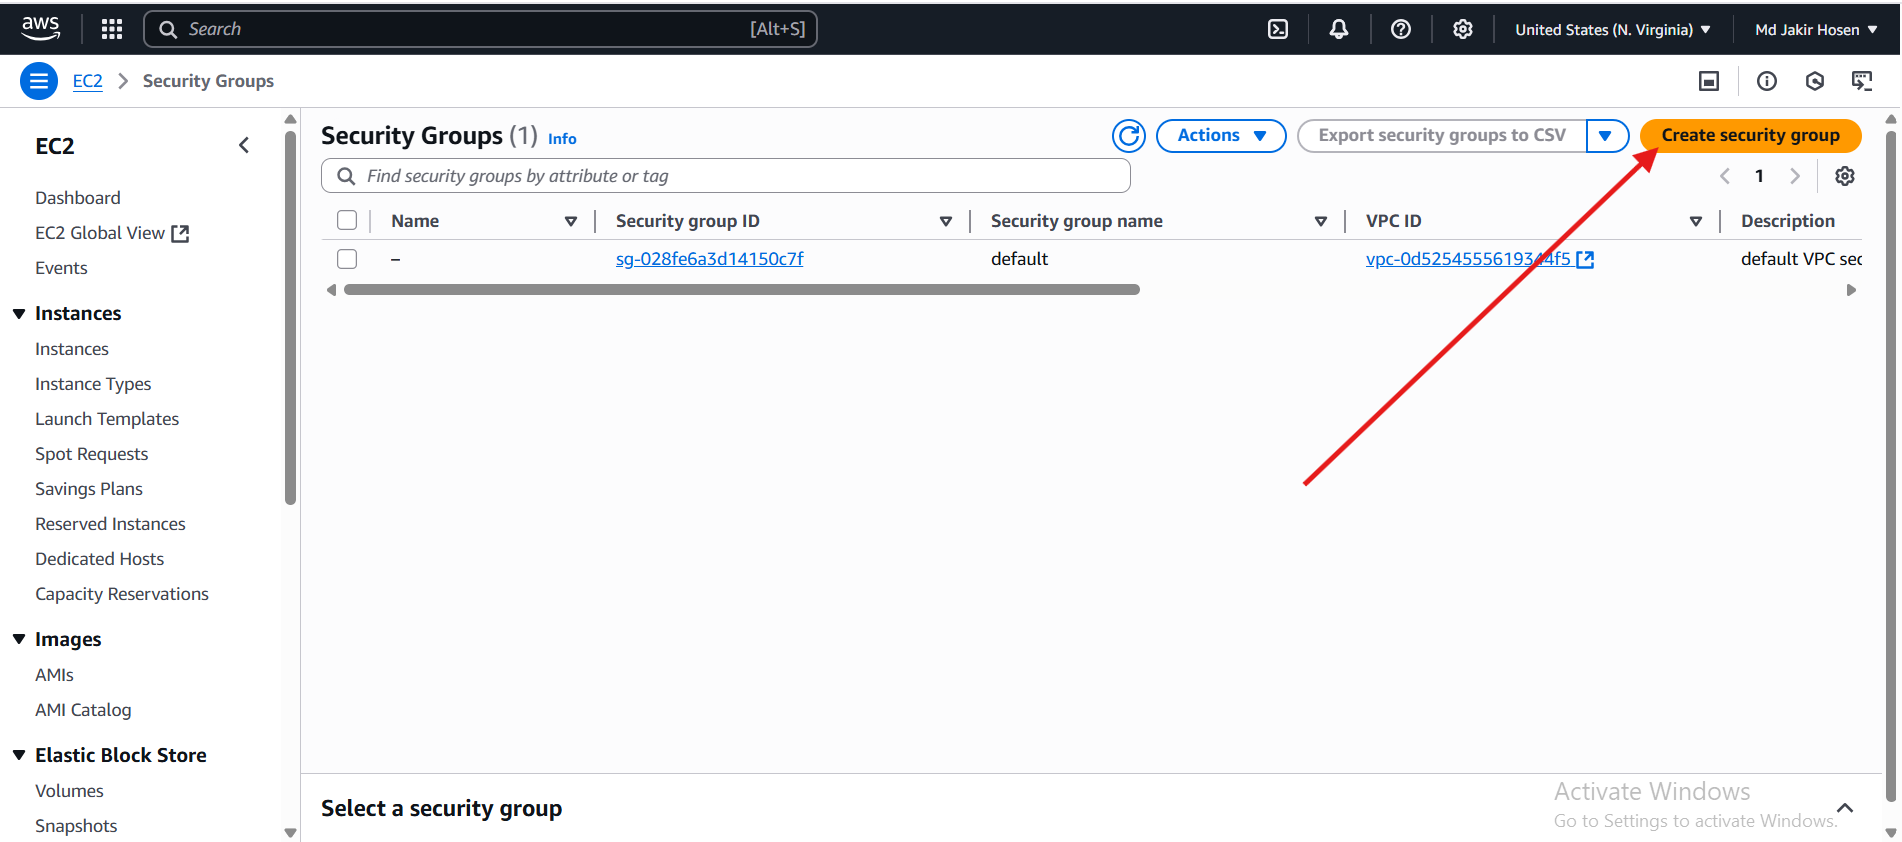 aws
Search [Alt+S]
United States (N. Virginia)
Md Jakir Hosen
EC2
Security Groups
EC2
Dashboard
EC2 Global View
Events
Instances
Instances
Instance Types
Launch Templates
Spot Requests
Savings Plans
Reserved Instances
Dedicated Hosts
Capacity Reservations
Images
AMIs
AMI Catalog
Elastic Block Store
Volumes
Snapshots
Security Groups (1) Info
Actions
Export security groups to CSV
Create security group
Find security groups by attribute or tag
1
Name Security group ID Security group name VPC ID Description
– sg-028fe6a3d14150c7f default vpc-0d5254555619344f5 default VPC sec
Select a security group
Activate Windows
Go to Settings to activate Windows.